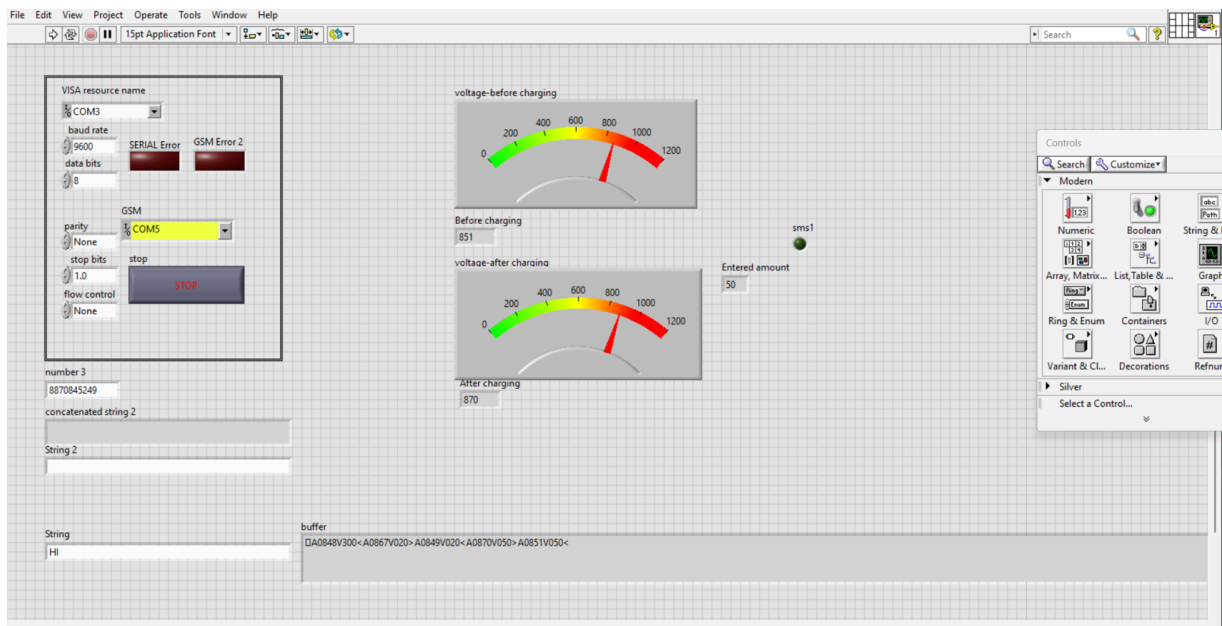 File Edit View Project Operate Tools Window Help
15pt Application Font
Search
VISA resource name
COM3
baud rate
9600
SERIAL Error
GSM Error 2
data bits
8
GSM
COM5
parity
None
stop bits
1.0
stop
STOP
flow control
None
number 3
8870845249
concatenated string 2
String 2
String
HI
voltage-before charging
0 200 400 600 800 1000 1200
Before charging
851
voltage-after charging
0 200 400 600 800 1000 1200
After charging
870
sms1
Entered amount
50
buffer
A0848V300<A0867V020>A0849V020<A0870V050>A0851V050<
Controls
Search Customize
Modern
Numeric Boolean String &
Array, Matrix... List, Table & ... Graph
Ring & Enum Containers I/O
Variant & Cl... Decorations Refnum
Silver
Select a Control...